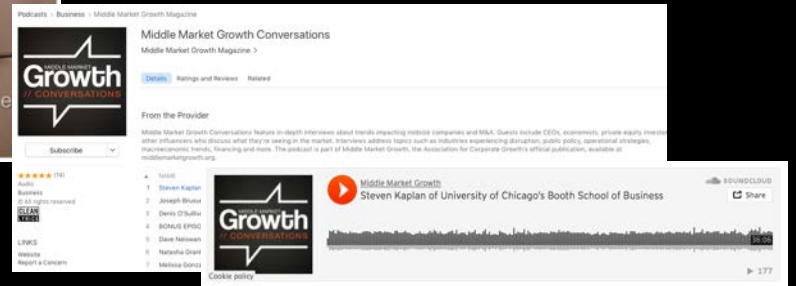 Podcasts > Business > Middle Market Growth Magazine
Middle Market Growth Conversations
Middle Market Growth Magazine >
MIDDLE MARKET
Growth
// CONVERSATIONS
Details Ratings and Reviews Related
From the Provider
Middle Market Growth Conversations feature in-depth interviews about trends impacting midsize companies and M&A. Guests include CEOs, economists, private equity investor
other influencers who discuss what they're seeing in the market. Interviews address topics such as industries experiencing disruption, public policy, operational strategies,
macroeconomic trends, financing and more. The podcast is part of Middle Market Growth, the Association for Corporate Growth's official publication, available at
middlemarketgrowth.org.
Subscribe
★★★★★ (14)
Audio
Business
© All rights reserved
CLEAN
LYRICS
LINKS
Website
Report a Concern
NAME
1 Steven Kaplan
2 Joseph
3 Denis O'Sulliv
4 BONUS EPISO
5 Dave
6 Natasha Grant
7 Melissa
MIDDLE MARKET
Growth
// CONVERSATIONS
Cookie policy
Middle Market Growth
Steven Kaplan of University of Chicago's Booth School of Business
SOUNDCLOUD
Share
36:06
177